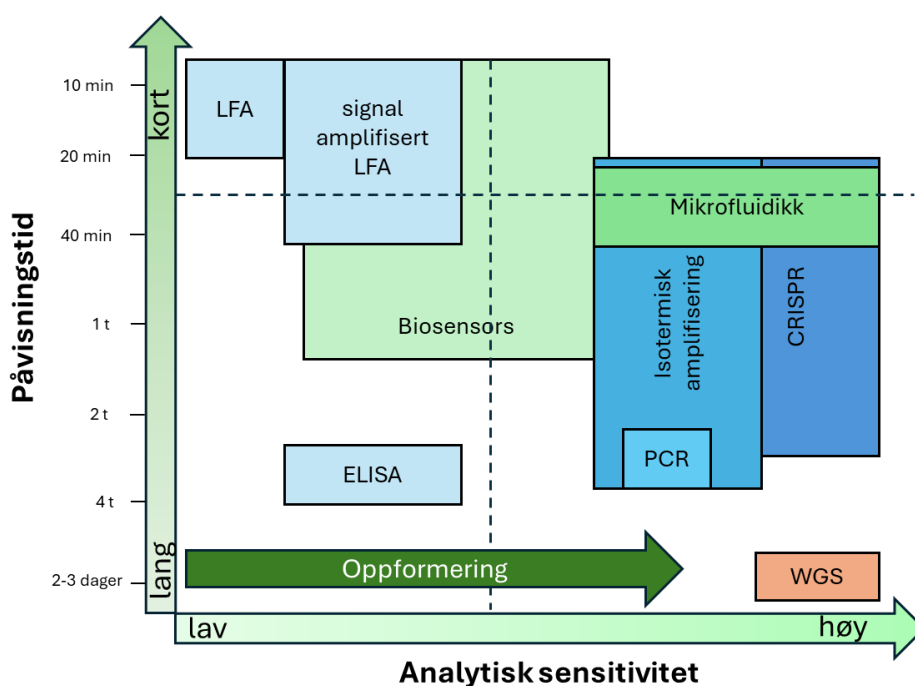 10 min
20 min
40 min
1 t
2 t
4 t
2-3 dager
Påvisningstid
kort
lang
LFA
signal
amplifisert
LFA
Biosensors
Mikrofluidikk
Isotermisk
amplifisering
CRISPR
PCR
ELISA
Oppformering
WGS
lav
høy
Analytisk sensitivitet